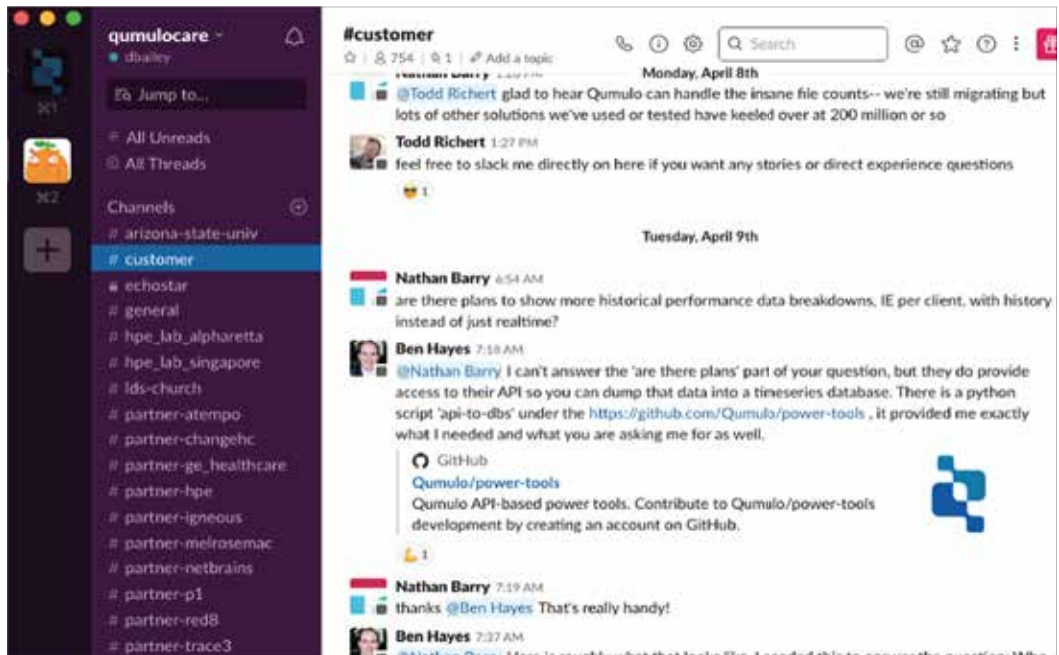 qumulocare
dbailey
Jump to...
All Unreads
All Threads
Channels
# arizona-state-univ
# customer
echostar
# general
# hpe_lab_alpharetta
# hpe_lab_singapore
# lds-church
# partner-atempo
# partner-changehc
# partner-ge_healthcare
# partner-hpe
# partner-igneous
# partner-melrosemac
# partner-netbrains
# partner-p1
# partner-red8
# partner-trace3
⌘1
⌘2
#customer
754 | 1 | Add a topic
Search
Nathan Barry
Monday, April 8th
@Todd Richert glad to hear Qumulo can handle the insane file counts-- we're still migrating but
lots of other solutions we've used or tested have keeled over at 200 million or so
Todd Richert 1:27 PM
feel free to slack me directly on here if you want any stories or direct experience questions
1
Tuesday, April 9th
Nathan Barry 6:54 AM
are there plans to show more historical performance data breakdowns, IE per client, with history
instead of just realtime?
Ben Hayes 7:18 AM
@Nathan Barry I can't answer the 'are there plans' part of your question, but they do provide
access to their API so you can dump that data into a timeseries database. There is a python
script 'api-to-dbs' under the https://github.com/Qumulo/power-tools , it provided me exactly
what I needed and what you are asking me for as well.
GitHub
Qumulo/power-tools
Qumulo API-based power tools. Contribute to Qumulo/power-tools
development by creating an account on GitHub.
1
Nathan Barry 7:19 AM
thanks @Ben Hayes That's really handy!
Ben Hayes 7:37 AM